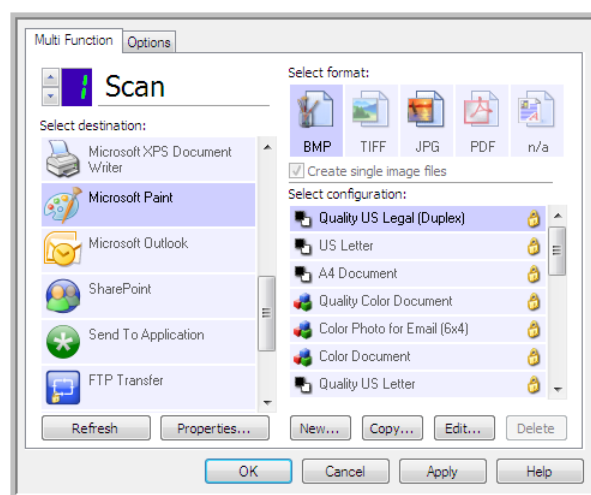 Multi Function
Options
1
Scan
Select destination:
Microsoft XPS Document
Writer
Microsoft Paint
Microsoft Outlook
SharePoint
Send To Application
FTP Transfer
Refresh
Properties...
Select format:
BMP
TIFF
JPG
PDF
n/a
Create single image files
Select configuration:
Quality US Legal (Duplex)
US Letter
A4 Document
Quality Color Document
Color Photo for Email (6x4)
Color Document
Quality US Letter
New...
Copy...
Edit...
Delete
OK
Cancel
Apply
Help